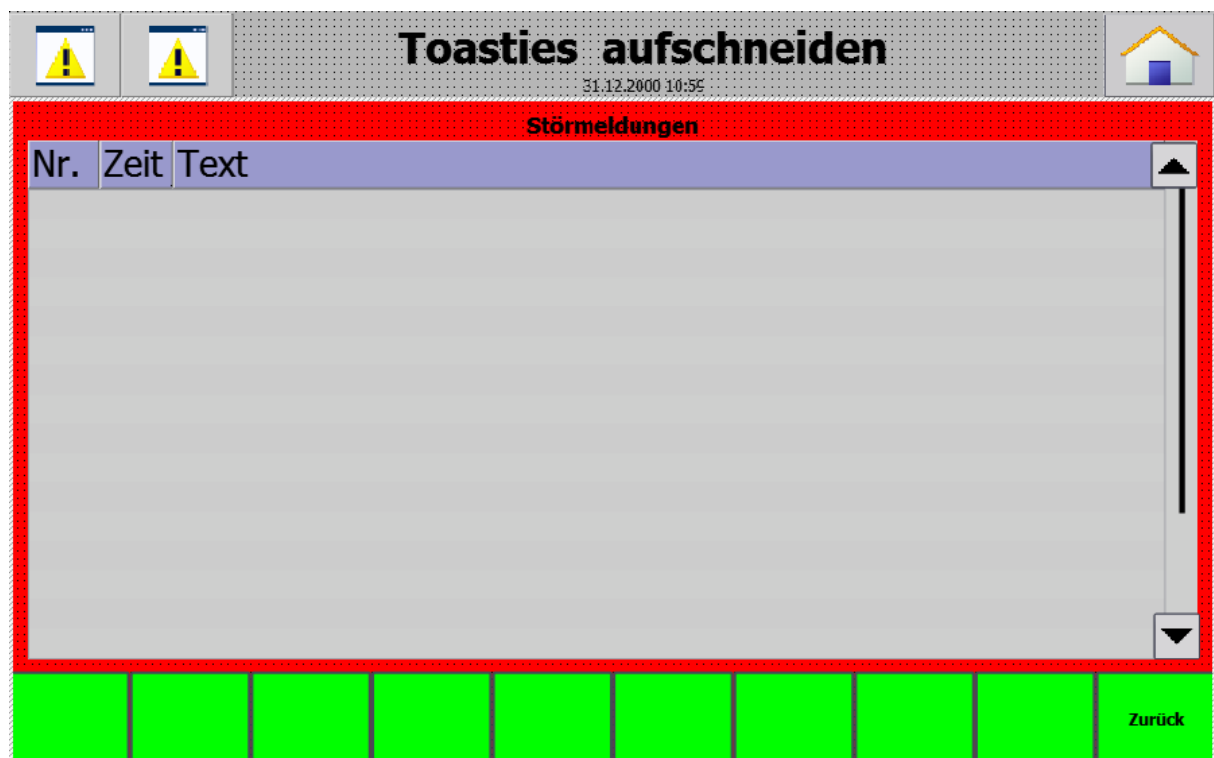 Toasties aufschneiden
31.12.2000 10:59
Störmeldungen
Nr. Zeit Text
Zurück